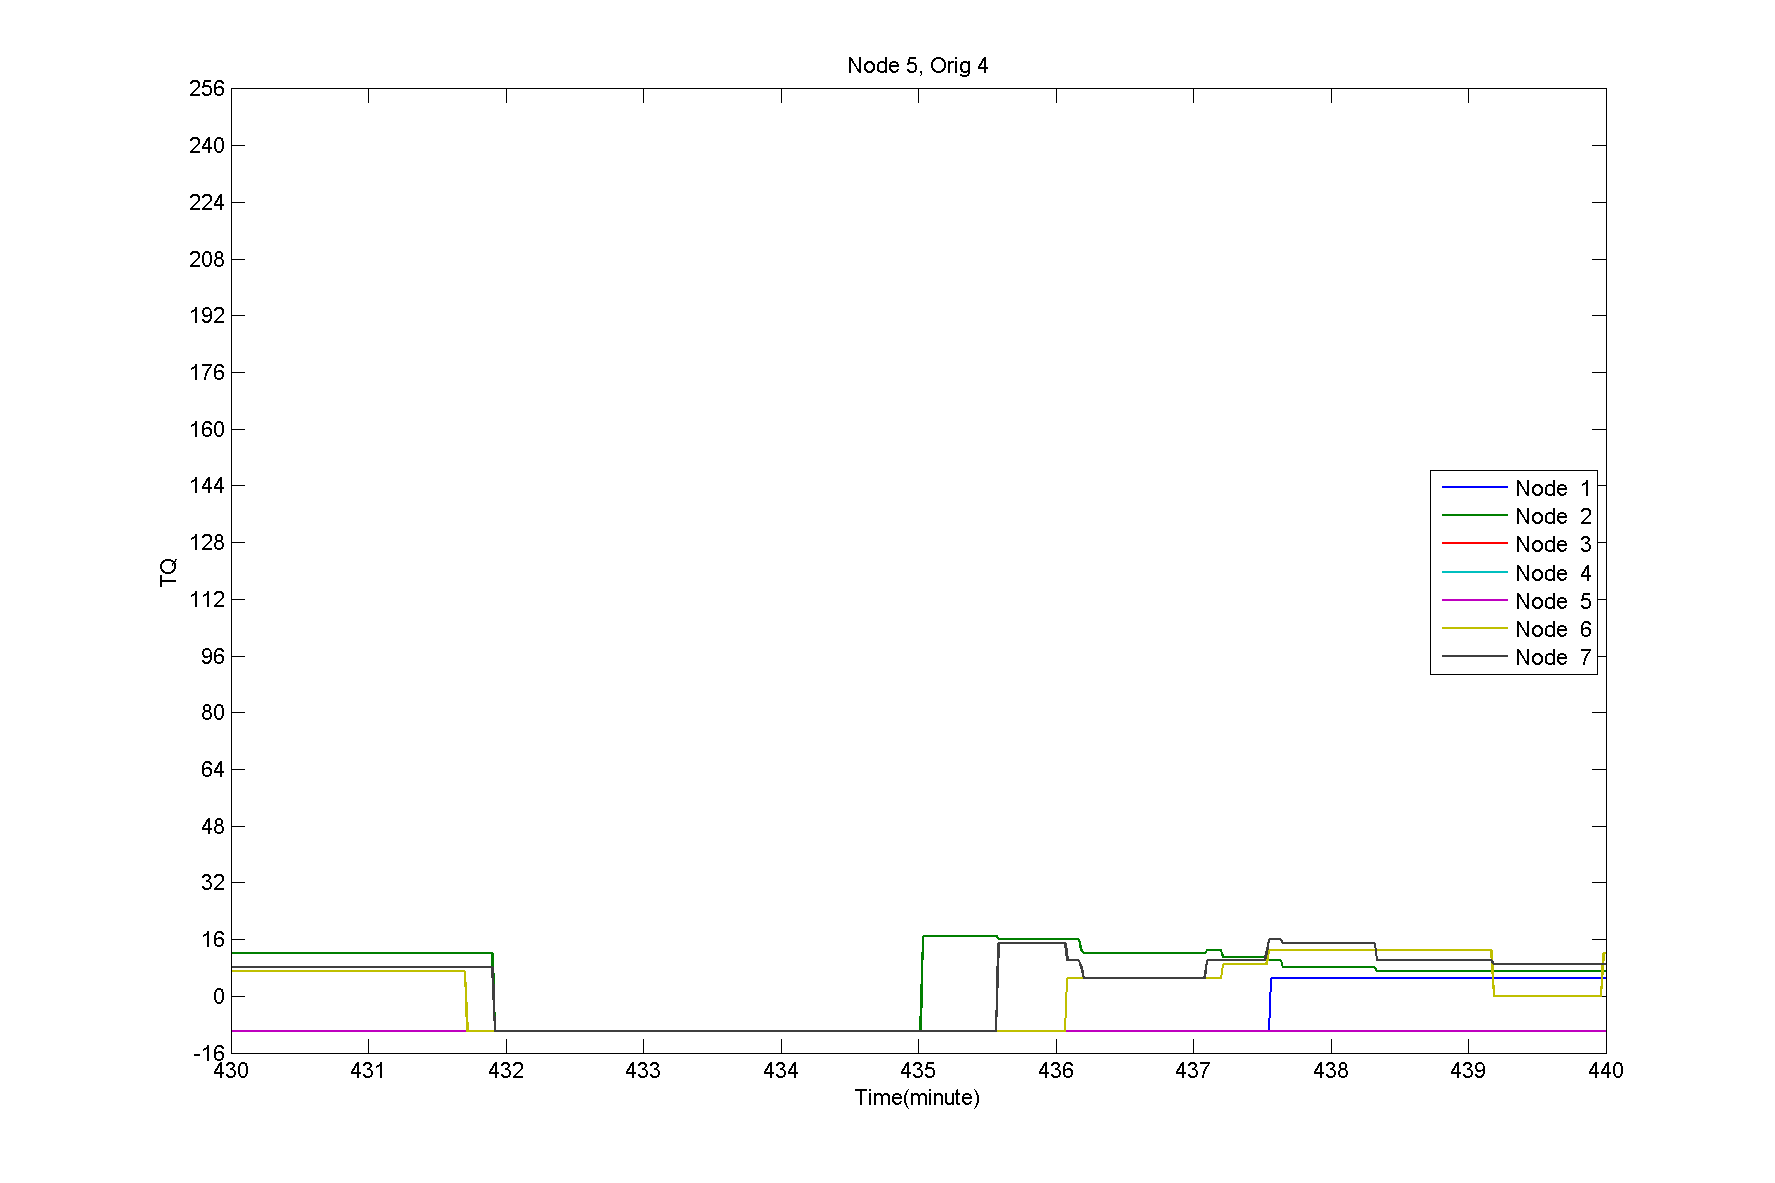 Node 5, Orig 4
256
240
224
208
192
176
160
144
128
112
96
80
64
48
32
16
0
-16
TQ
Node 1
Node 2
Node 3
Node 4
Node 5
Node 6
Node 7
430 431 432 433 434 435 436 437 438 439 440
Time(minute)